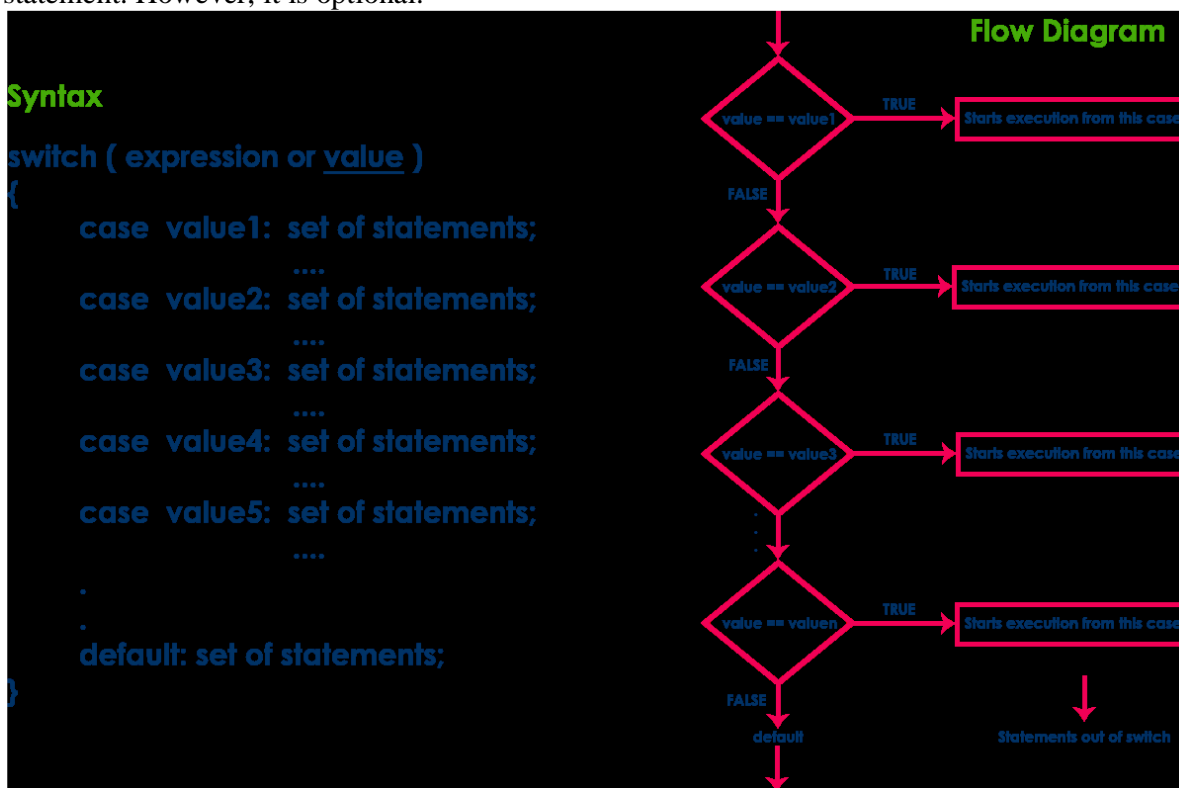 statement. However, it is optional.
Syntax
switch ( expression or value )
{
case value1: set of statements;
....
case value2: set of statements;
....
case value3: set of statements;
....
case value4: set of statements;
....
case value5: set of statements;
....
.
.
default: set of statements;
}
Flow Diagram
value == value1
TRUE
Starts execution from this case
FALSE
value == value2
TRUE
Starts execution from this case
FALSE
value == value3
TRUE
Starts execution from this case
.
.
.
value == valuen
TRUE
Starts execution from this case
FALSE
default
Statements out of switch